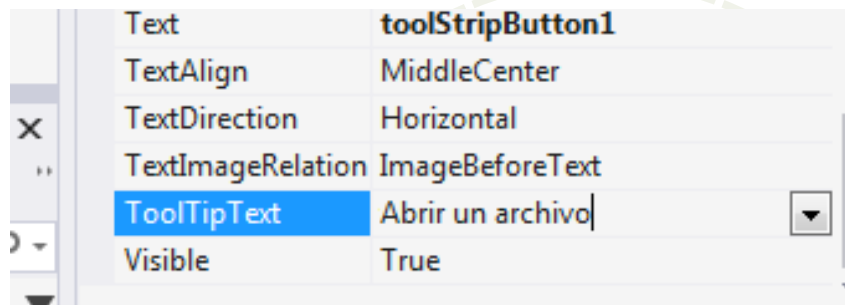 Text toolStripButton1
TextAlign MiddleCenter
TextDirection Horizontal
TextImageRelation ImageBeforeText
ToolTipText Abrir un archivo
Visible True